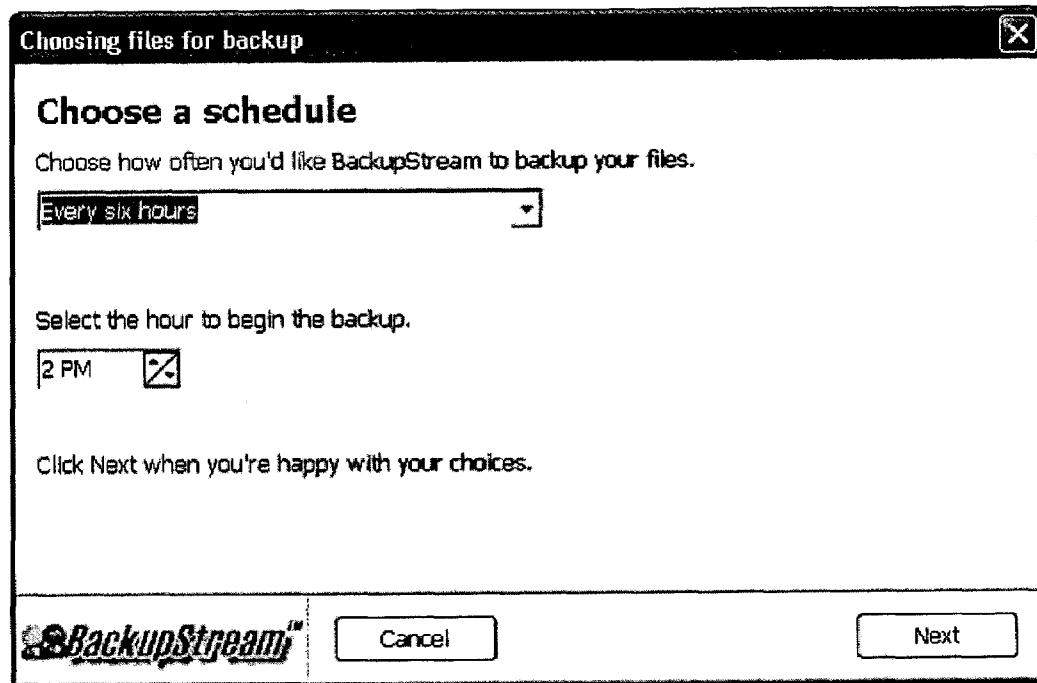 Choosing files for backup
Choose a schedule
Choose how often you'd like BackupStream to backup your files.
Every six hours
Select the hour to begin the backup.
2 PM
Click Next when you're happy with your choices.
BackupStream™
Cancel
Next